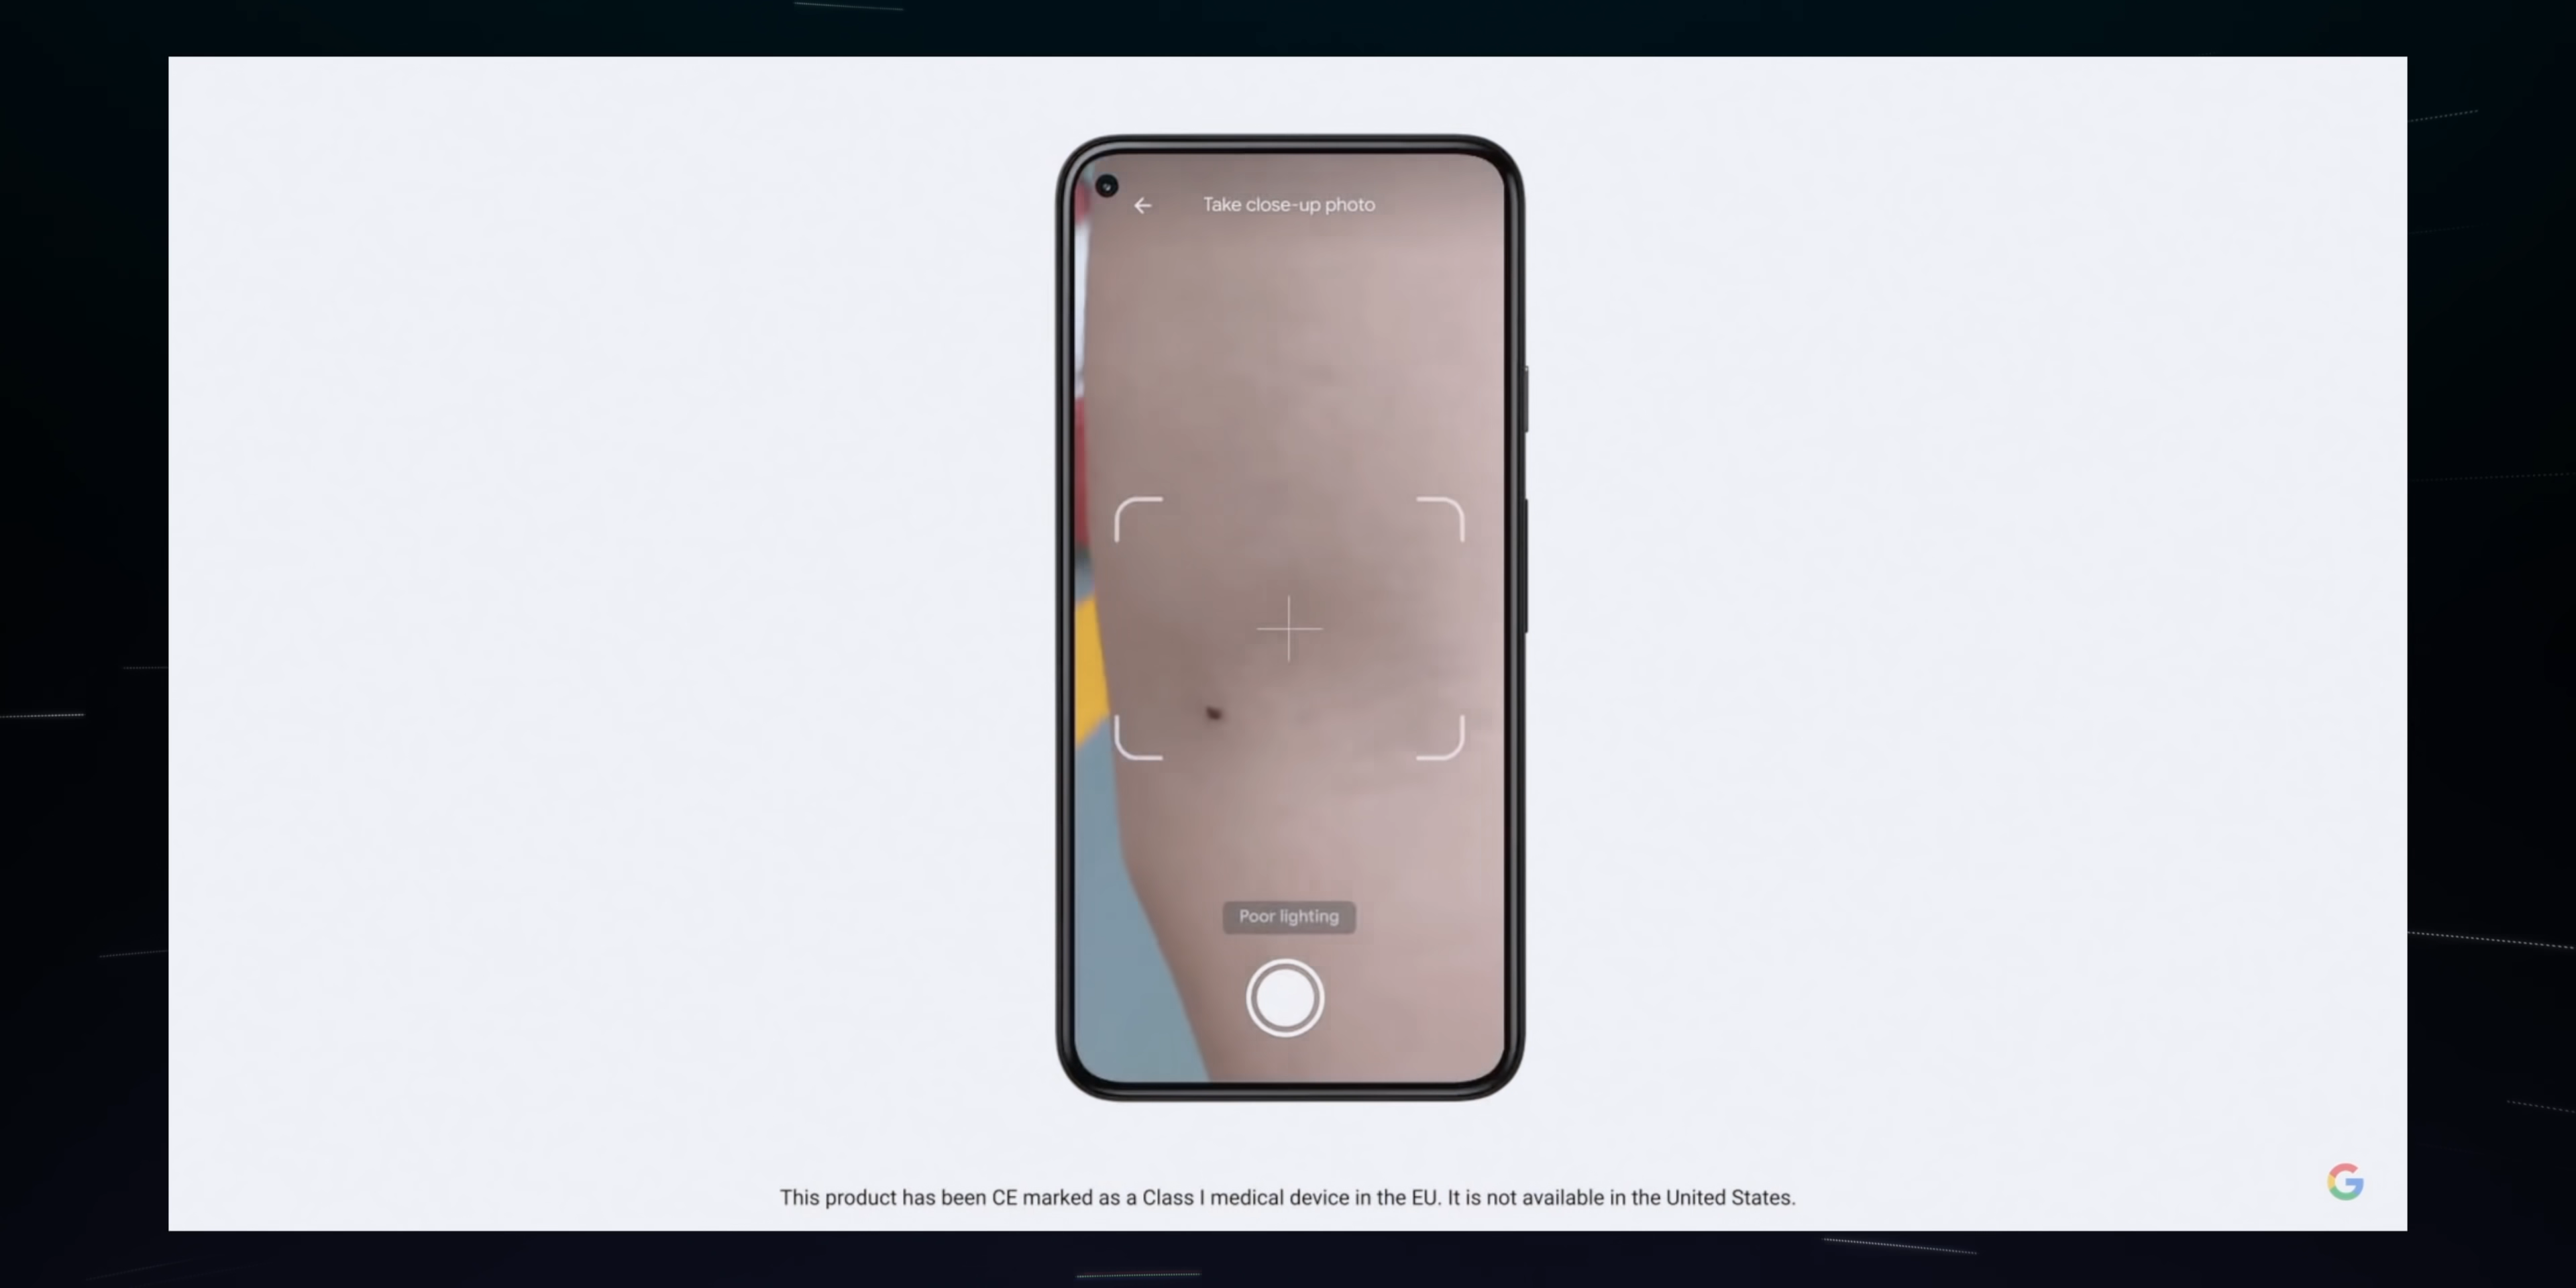 Take close-up photo
Poor lighting
This product has been CE marked as a Class I medical device in the EU. It is not available in the United States.